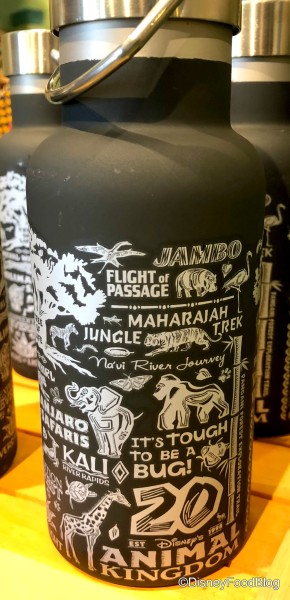 JAMBO
FLIGHT of
PASSAGE
MAHARAJAH
JUNGLE TREK
Na'vi River Journey
IT'S TOUGH
TO BE A
BUG!
KALI
RIVER RAPIDS
20
EST DISNEY'S 1998
ANIMAL
KINGDOM
©DisneyFoodBlog